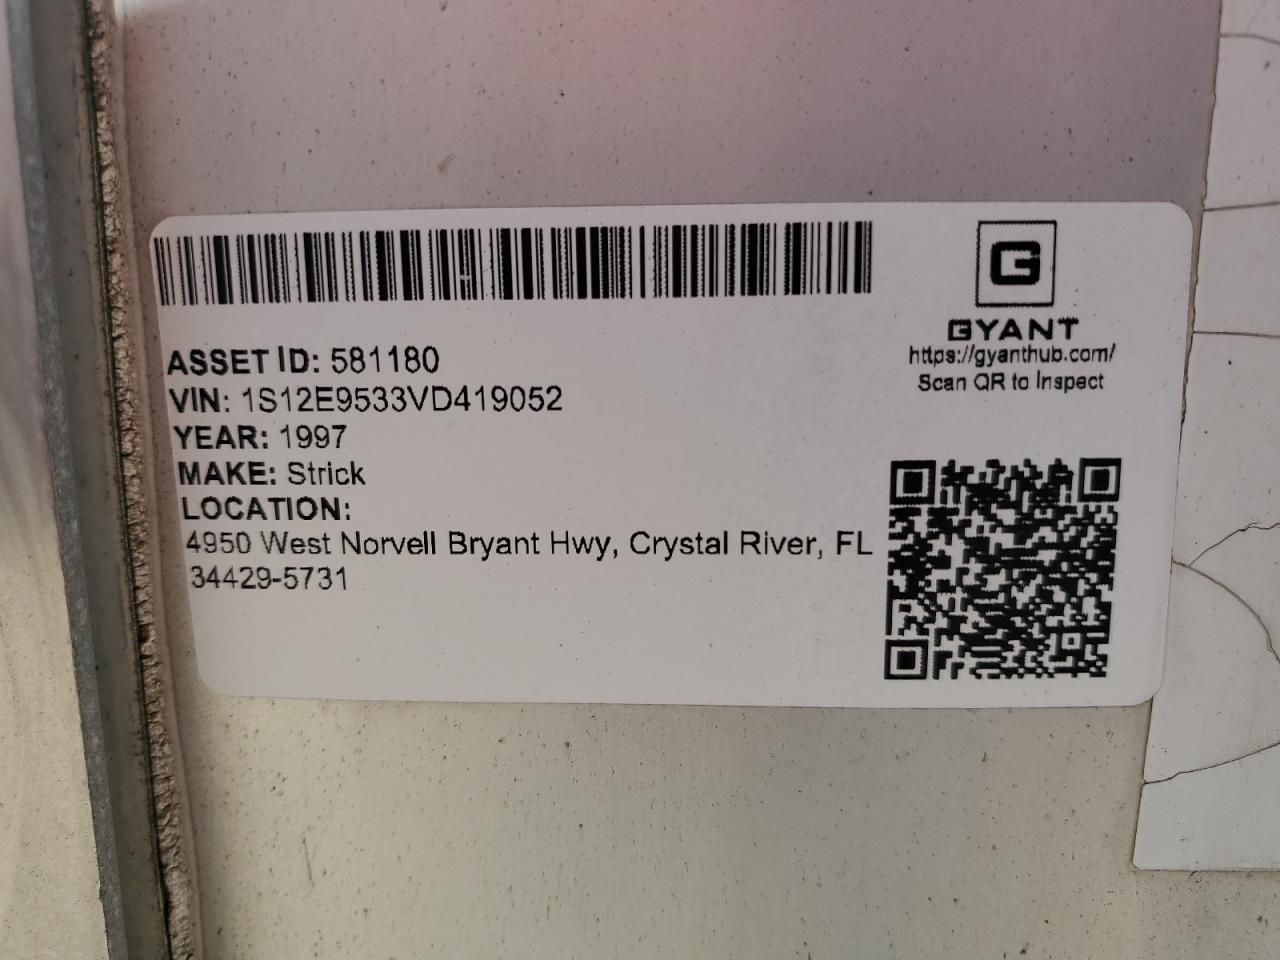 ASSET ID: 581180
VIN: 1S12E9533VD419052
YEAR: 1997
MAKE: Strick
LOCATION:
4950 West Norvell Bryant Hwy, Crystal River, FL
34429-5731
G
GYANT
https://gyanthub.com/
Scan QR to Inspect